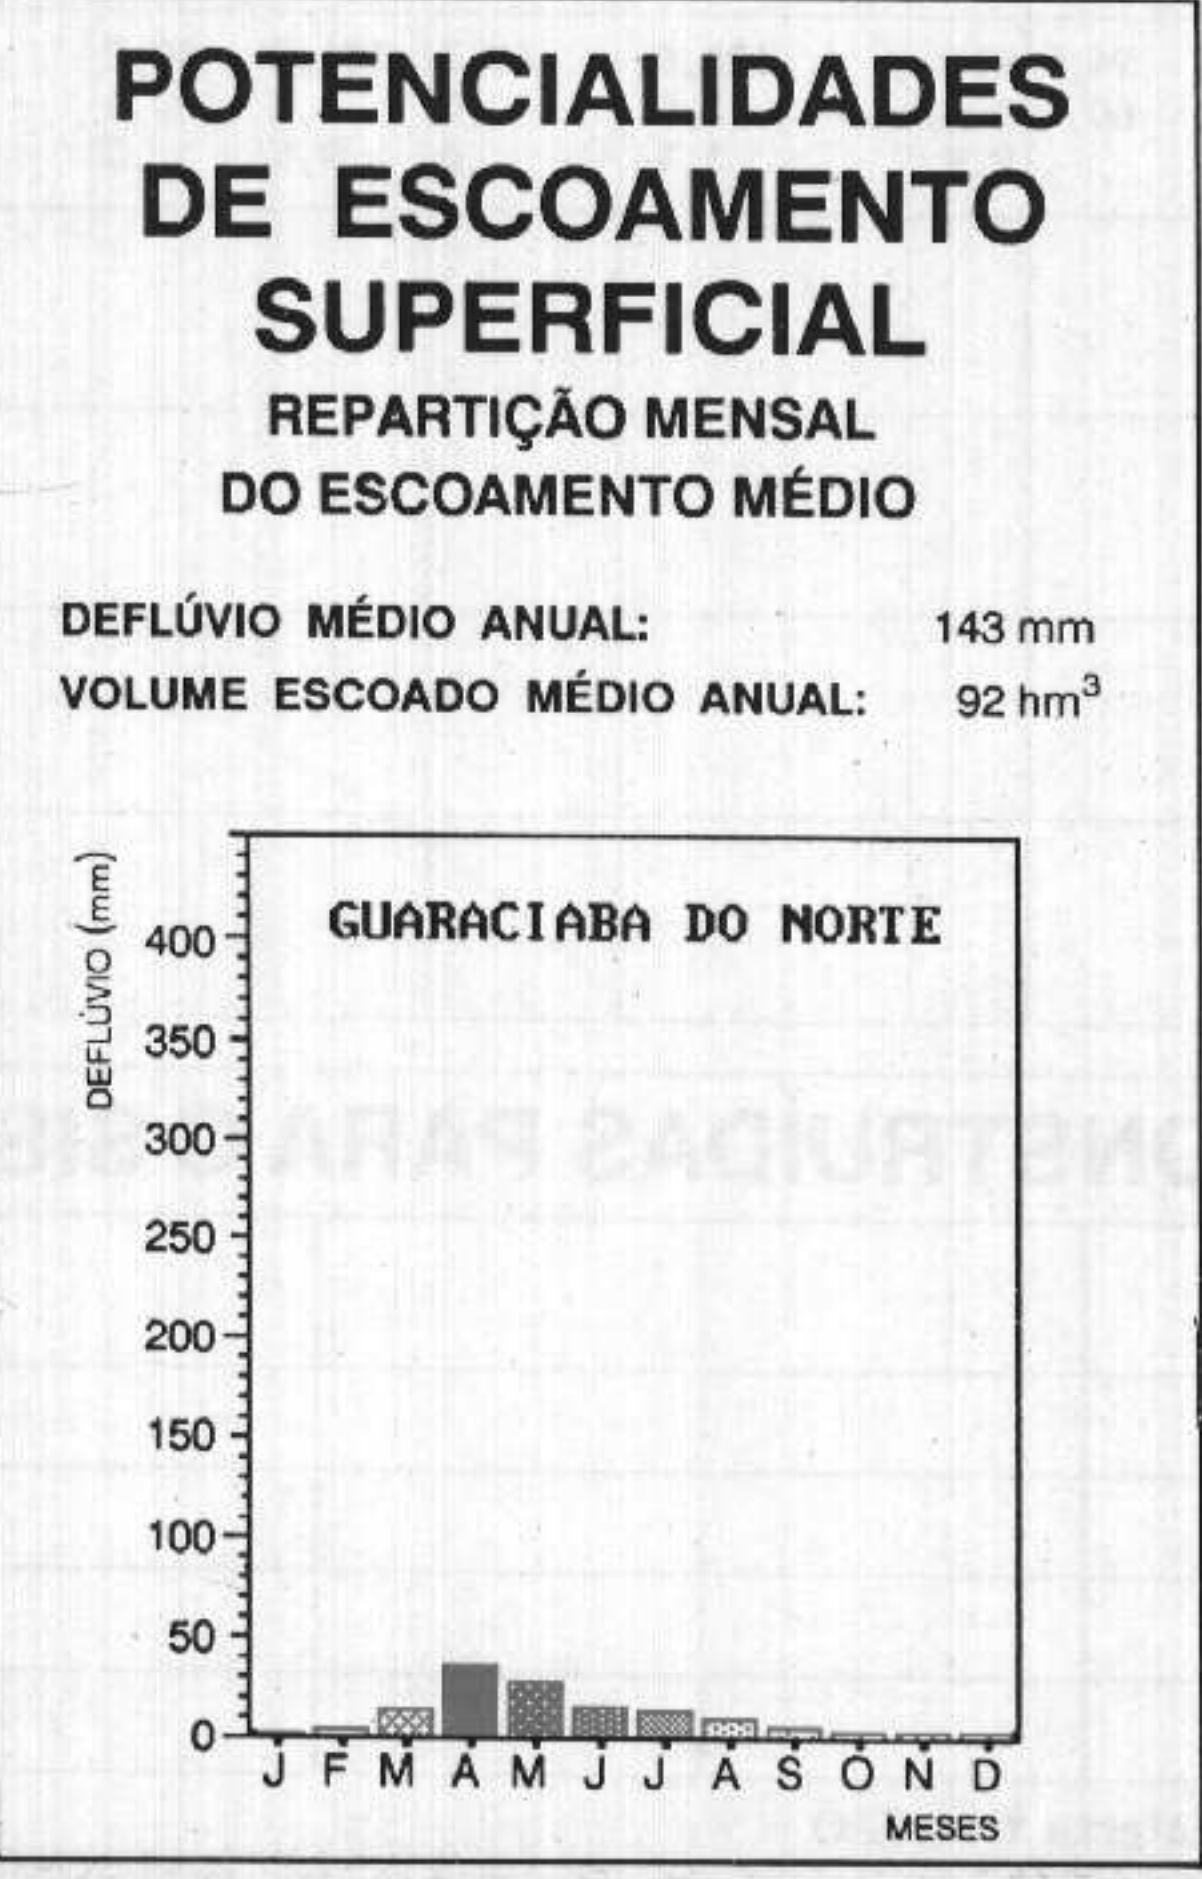 POTENCIALIDADES
DE ESCOAMENTO
SUPERFICIAL
REPARTIÇÃO MENSAL
DO ESCOAMENTO MÉDIO
DEFLÚVIO MÉDIO ANUAL: 143 mm
VOLUME ESCOADO MÉDIO ANUAL: 92 hm³
DEFLÚVIO (mm)
GUARACIABA DO NORTE
400
350
300
250
200
150
100
50
0
J F M A M J J A S O N D
MESES